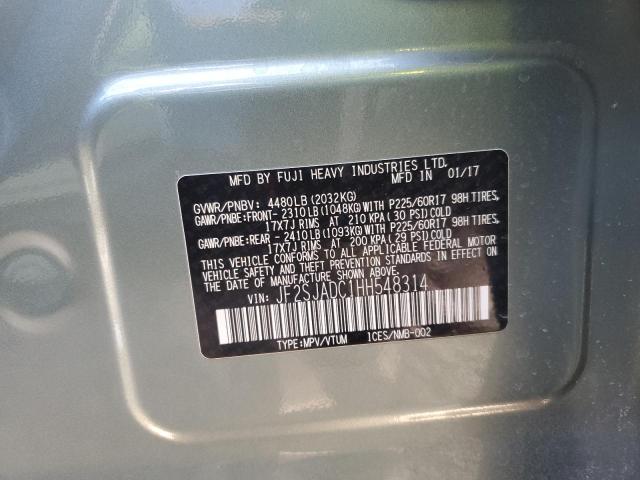 MFD BY FUJI HEAVY INDUSTRIES LTD.
MFD IN 01/17
GVWR/PNBV: 4480LB (2032KG)
GAWR/PNBE:FRONT- 2310LB (1048KG) WITH P225/60R17 98H TIRES,
17X7J RIMS AT 210 KPA (30 PSI) COLD
GAWR/PNBE:REAR - 2410LB (1093KG) WITH P225/60R17 98H TIRES,
17X7J RIMS AT 200 KPA (29 PSI) COLD
THIS VEHICLE CONFORMS TO ALL APPLICABLE FEDERAL MOTOR
VEHICLE SAFETY AND BUMPER STANDARDS IN EFFECT ON
THE DATE OF MANUFACTURE SHOWN ABOVE.
VIN: JF2SJADC1HH548314
TYPE:MPV/VTUM ICES/NMB-002